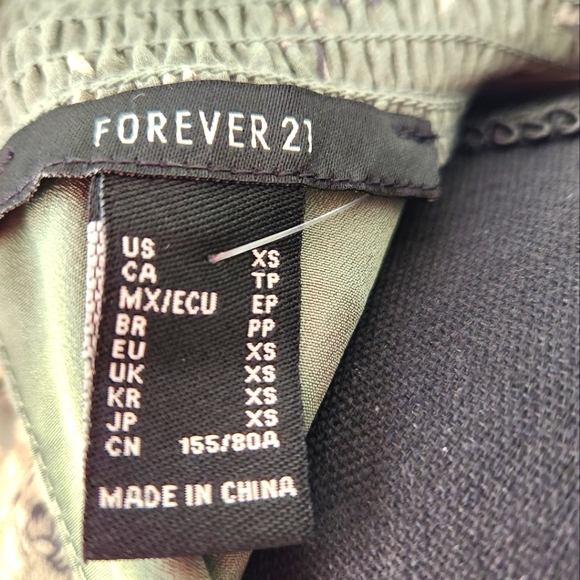 FOREVER 21
US XS
CA TP
MX/ECU EP
BR PP
EU XS
UK XS
KR XS
JP XS
CN 155/80A
MADE IN CHINA